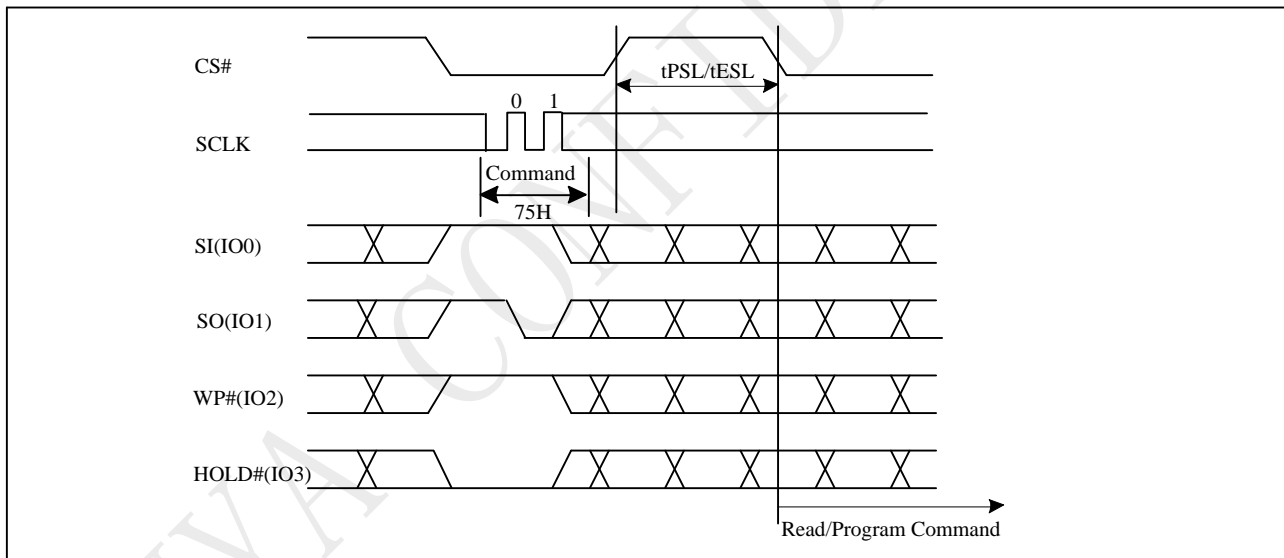 CS#
tPSL/tESL
0 1
SCLK
Command
75H
SI(IO0)
SO(IO1)
WP#(IO2)
HOLD#(IO3)
Read/Program Command